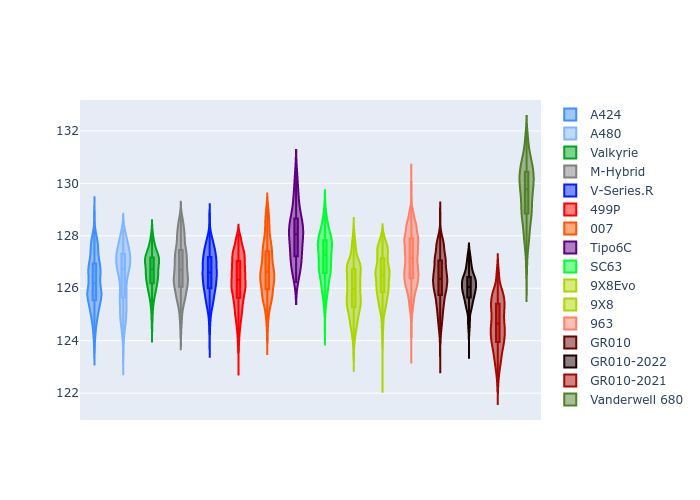 132
130
128
126
124
122
A424
A480
Valkyrie
M-Hybrid
V-Series.R
499P
007
Tipo6C
SC63
9X8Evo
9X8
963
GR010
GR010-2022
GR010-2021
Vanderwell 680